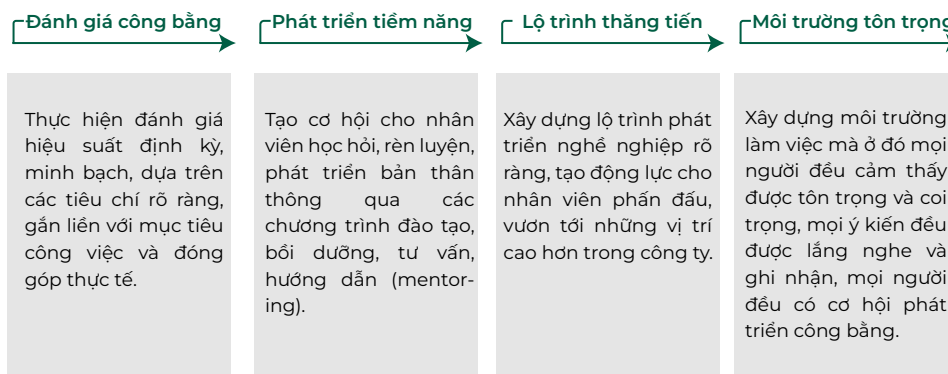 Đánh giá công bằng
Thực hiện đánh giá
hiệu suất định kỳ,
minh bạch, dựa trên
các tiêu chí rõ ràng,
gắn liền với mục tiêu
công việc và đóng
góp thực tế.
Phát triển tiềm năng
Tạo cơ hội cho nhân
viên học hỏi, rèn luyện,
phát triển bản thân
thông qua các
chương trình đào tạo,
bồi dưỡng, tư vấn,
hướng dẫn (mentor-
ing).
Lộ trình thăng tiến
Xây dựng lộ trình phát
triển nghề nghiệp rõ
ràng, tạo động lực cho
nhân viên phấn đấu,
vươn tới những vị trí
cao hơn trong công ty.
Môi trường tôn trọng
Xây dựng môi trường
làm việc mà ở đó mọi
người đều cảm thấy
được tôn trọng và coi
trọng, mọi ý kiến đều
được lắng nghe và
ghi nhận, mọi người
đều có cơ hội phát
triển công bằng.